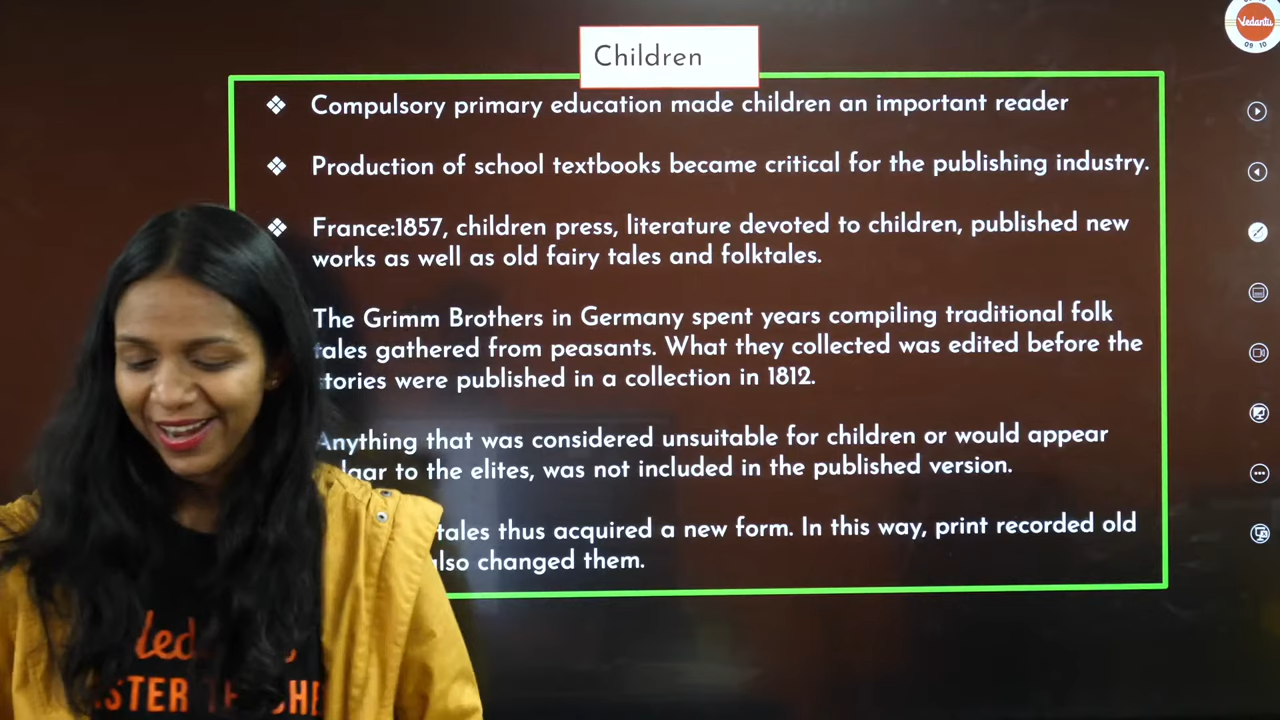 Children
Vedantu
09 10
❖ Compulsory primary education made children an important reader
❖ Production of school textbooks became critical for the publishing industry.
❖ France:1857, children press, literature devoted to children, published new
works as well as old fairy tales and folktales.
The Grimm Brothers in Germany spent years compiling traditional folk
tales gathered from peasants. What they collected was edited before the
stories were published in a collection in 1812.
Anything that was considered unsuitable for children or would appear
to the elites, was not included in the published version.
tales thus acquired a new form. In this way, print recorded old
also changed them.